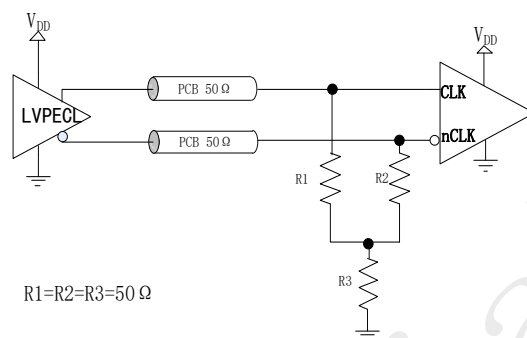 VDD
VDD
LVPECL
PCB 50Ω
PCB 50Ω
CLK
nCLK
R1
R2
R3
R1=R2=R3=50Ω